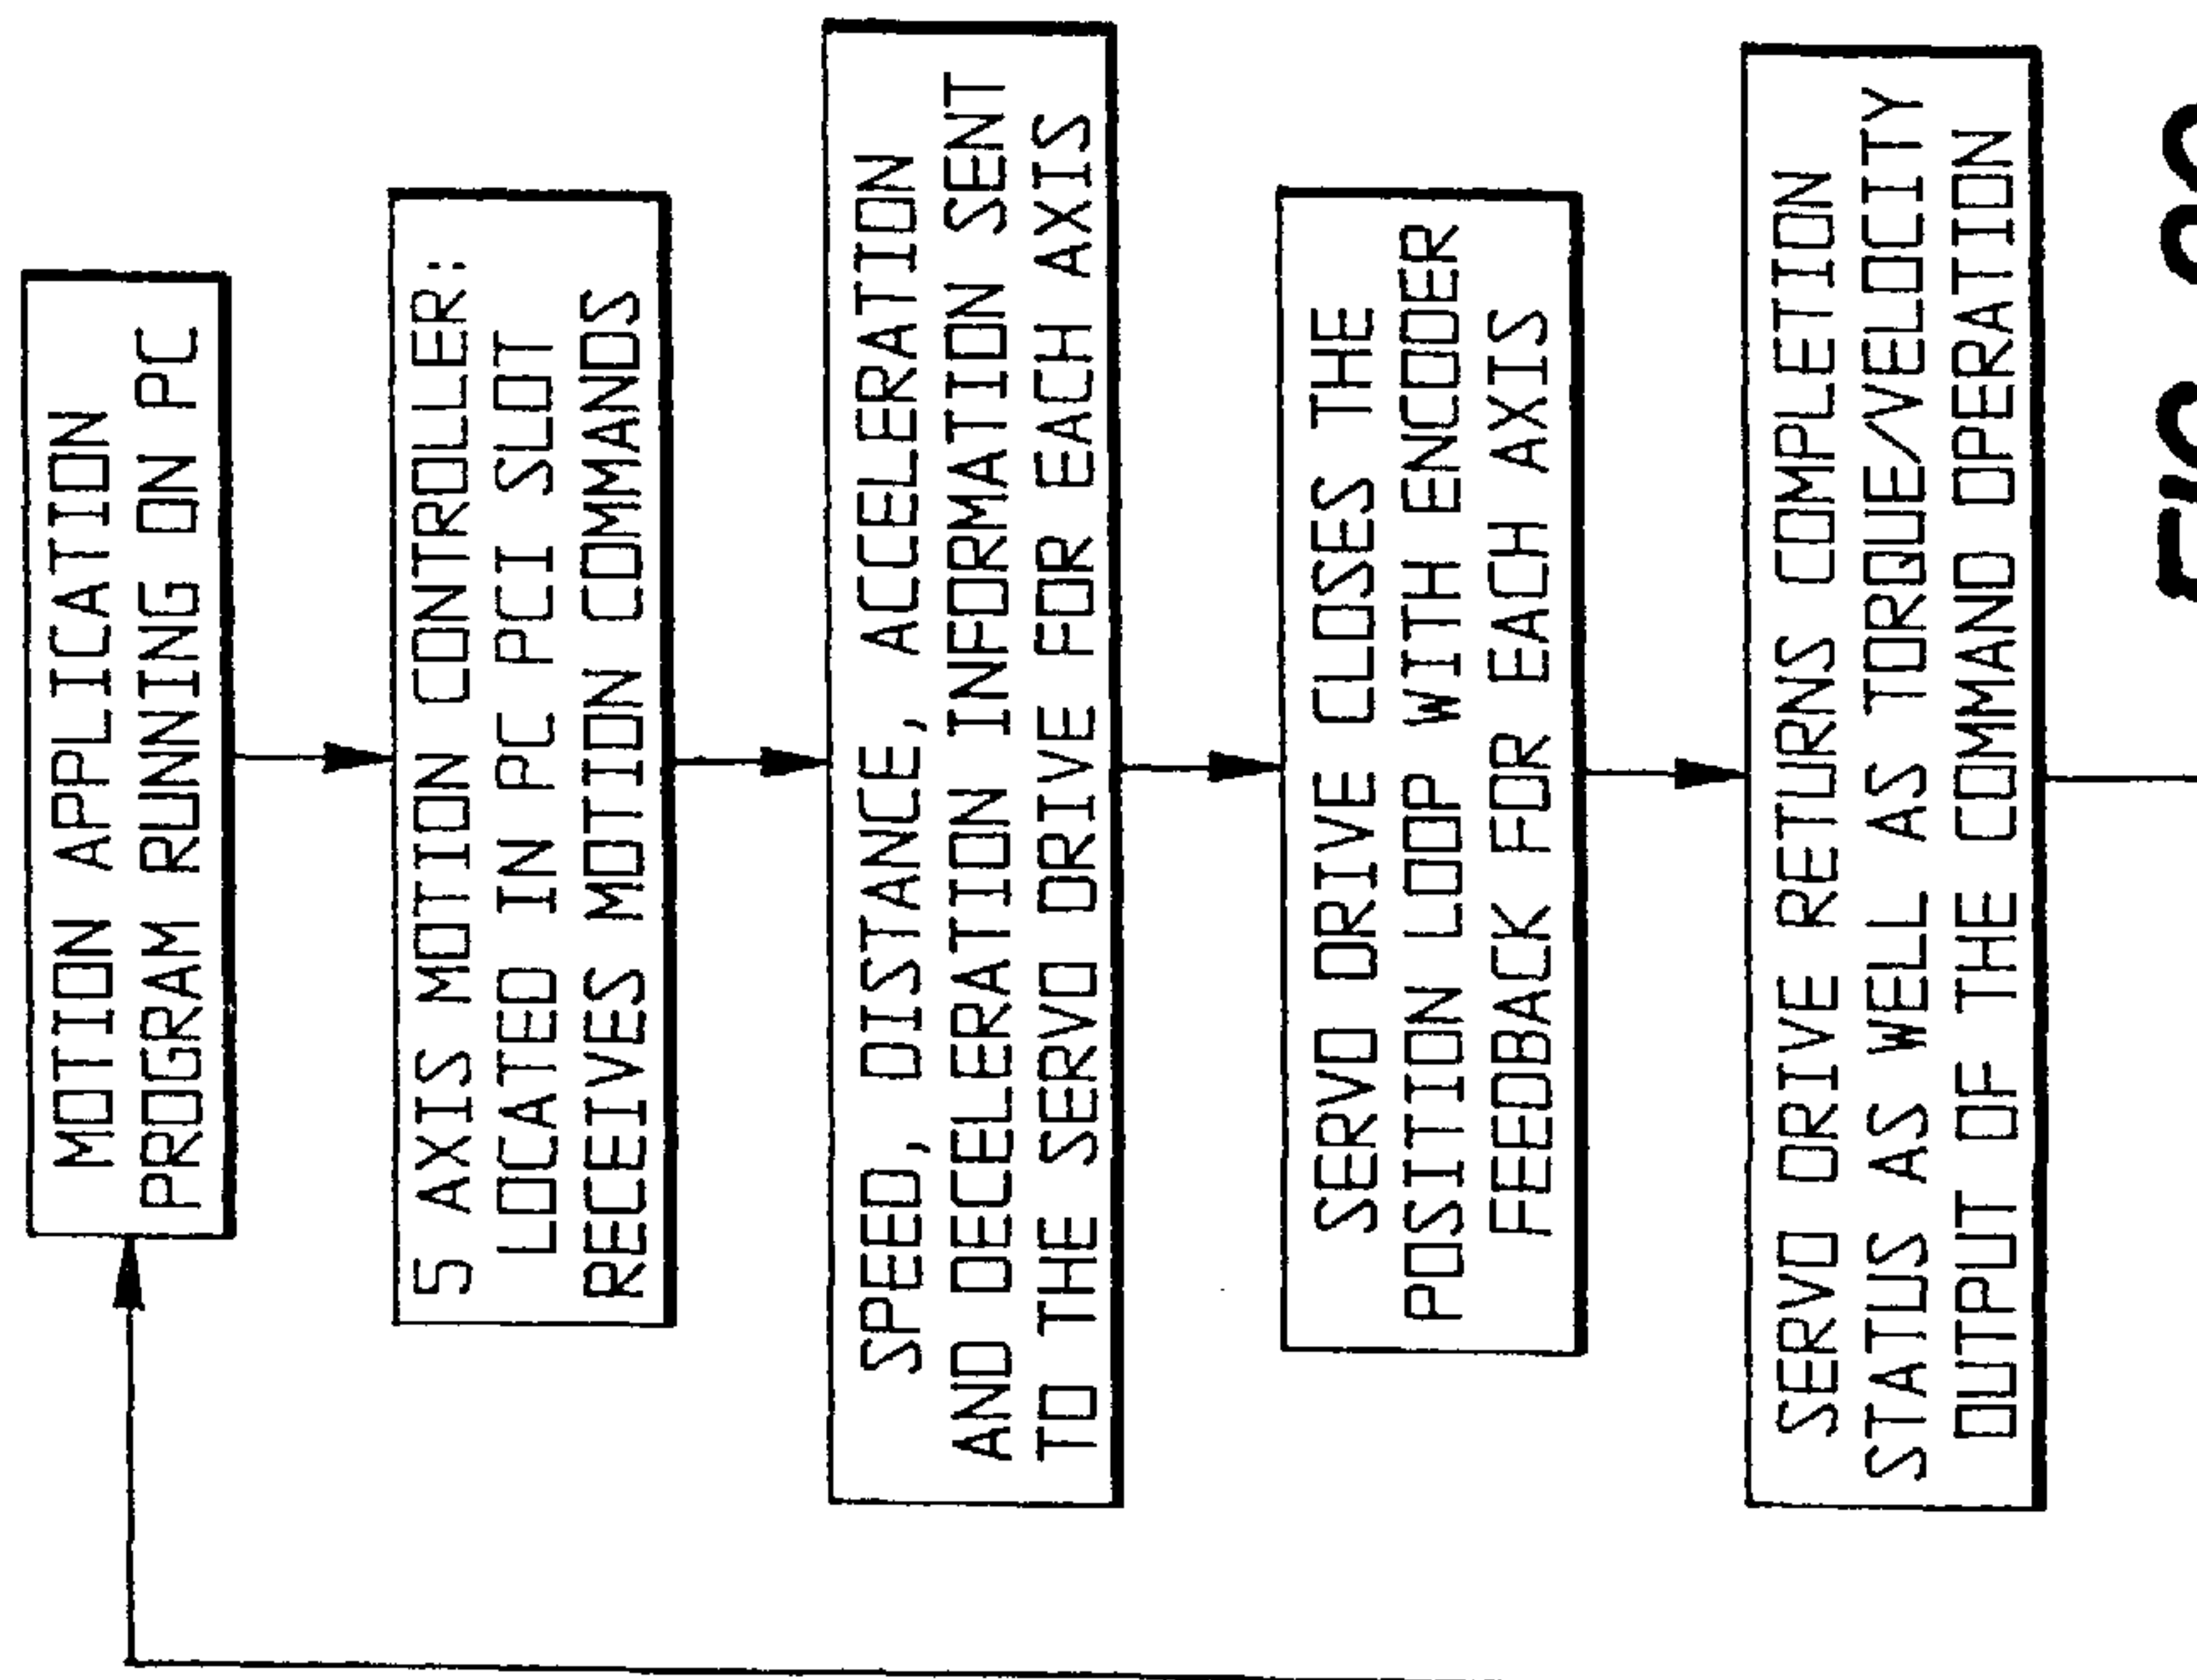 MOTION APPLICATION
PROGRAM RUNNING ON PC
5 AXIS MOTION CONTROLLER:
LOCATED IN PC PCI SLOT
RECEIVES MOTION COMMANDS
SPEED, DISTANCE, ACCELERATION
AND DECELERATION INFORMATION SENT
TO THE SERVO DRIVE FOR EACH AXIS
SERVO DRIVE CLOSES THE
POSITION LOOP WITH ENCODER
FEEDBACK FOR EACH AXIS
SERVO DRIVE RETURNS COMPLETION
STATUS AS WELL AS TORQUE/VELOCITY
OUTPUT OF THE COMMAND OPERATION